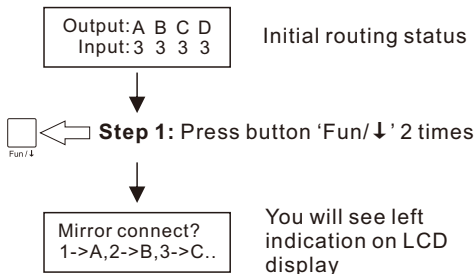 Output: A B C D
Input: 3 3 3 3
Initial routing status
Step 1: Press button ‘Fun/↓’ 2 times
Fun/↓
Mirror connect?
1->A,2->B,3->C..
You will see left
indication on LCD
display